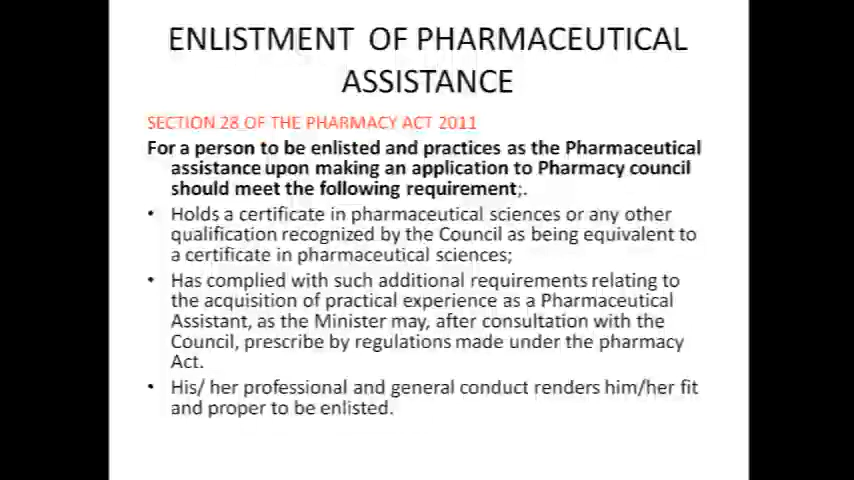 ENLISTMENT OF PHARMACEUTICAL
ASSISTANCE
SECTION 28 OF THE PHARMACY ACT 2011
For a person to be enlisted and practices as the Pharmaceutical
assistance upon making an application to Pharmacy council
should meet the following requirement;.
• Holds a certificate in pharmaceutical sciences or any other
qualification recognized by the Council as being equivalent to
a certificate in pharmaceutical sciences;
• Has complied with such additional requirements relating to
the acquisition of practical experience as a Pharmaceutical
Assistant, as the Minister may, after consultation with the
Council, prescribe by regulations made under the pharmacy
Act.
• His/ her professional and general conduct renders him/her fit
and proper to be enlisted.